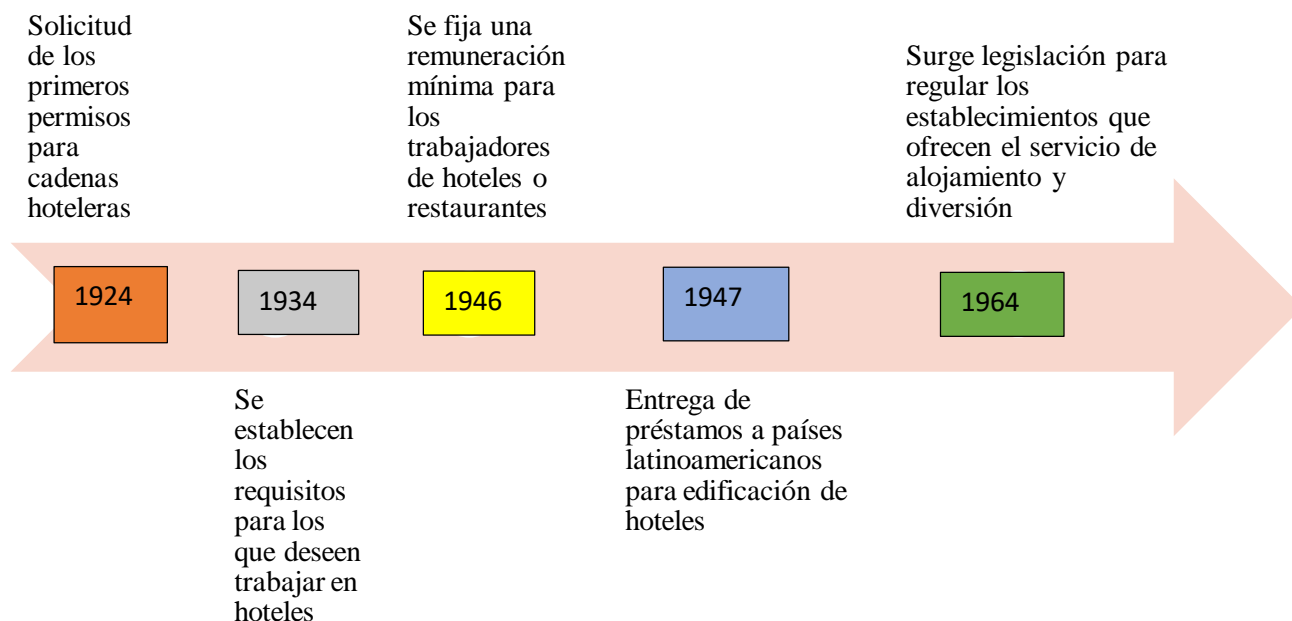 Solicitud
de los
primeros
permisos
para
cadenas
hoteleras
Se fija una
remuneración
mínima para
los
trabajadores
de hoteles o
restaurantes
Surge legislación para
regular los
establecimientos que
ofrecen el servicio de
alojamiento y
diversión
1924
1934
1946
1947
1964
Se
establecen
los
requisitos
para los
que deseen
trabajar en
hoteles
Entrega de
préstamos a países
latinoamericanos
para edificación de
hoteles